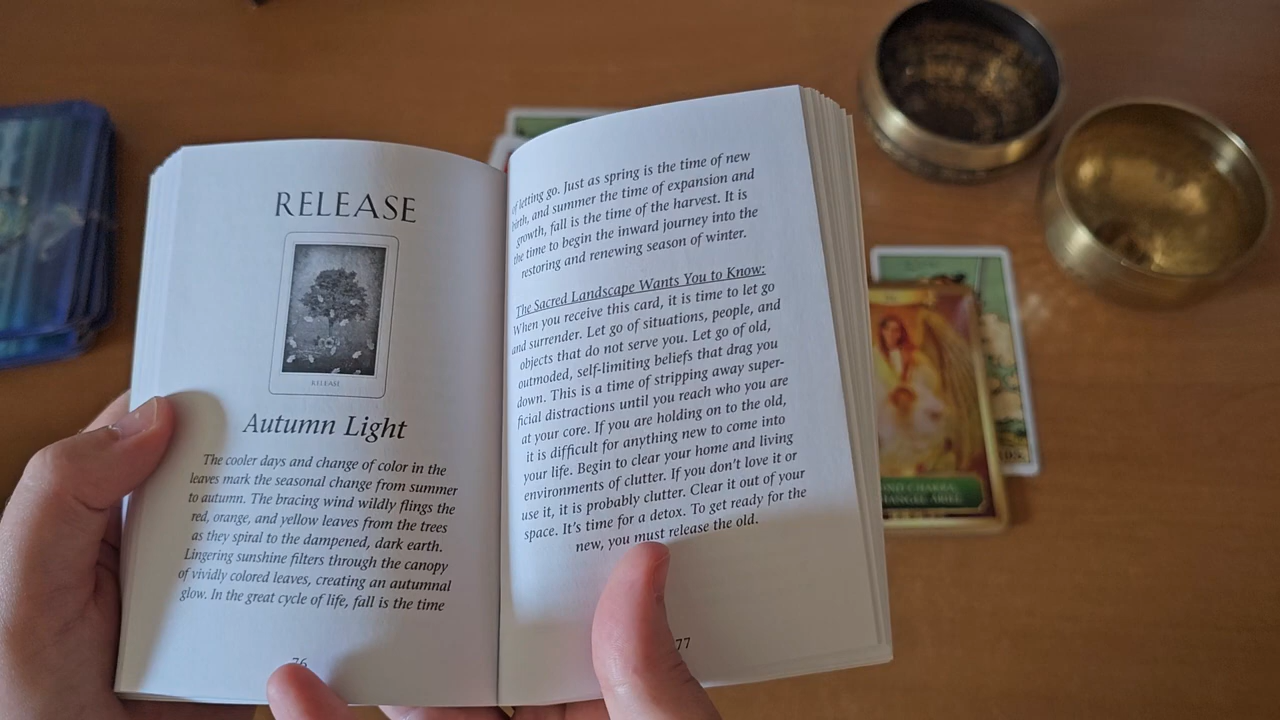 RELEASE
RELEASE
Autumn Light
The cooler days and change of color in the
leaves mark the seasonal change from summer
to autumn. The bracing wind wildly flings the
red, orange, and yellow leaves from the trees
as they spiral to the dampened, dark earth.
Lingering sunshine filters through the canopy
of vividly colored leaves, creating an autumnal
glow. In the great cycle of life, fall is the time
76
of letting go. Just as spring is the time of new
birth, and summer the time of expansion and
growth, fall is the time of the harvest. It is
the time to begin the inward journey into the
restoring and renewing season of winter.
The Sacred Landscape Wants You to Know:
When you receive this card, it is time to let go
and surrender. Let go of situations, people, and
objects that do not serve you. Let go of old,
outmoded, self-limiting beliefs that drag you
down. This is a time of stripping away super-
ficial distractions until you reach who you are
at your core. If you are holding on to the old,
it is difficult for anything new to come into
your life. Begin to clear your home and living
environments of clutter. If you don't love it or
use it, it is probably clutter. Clear it out of your
space. It's time for a detox. To get ready for the
new, you must release the old.
77
CHAKRA
ARIEL